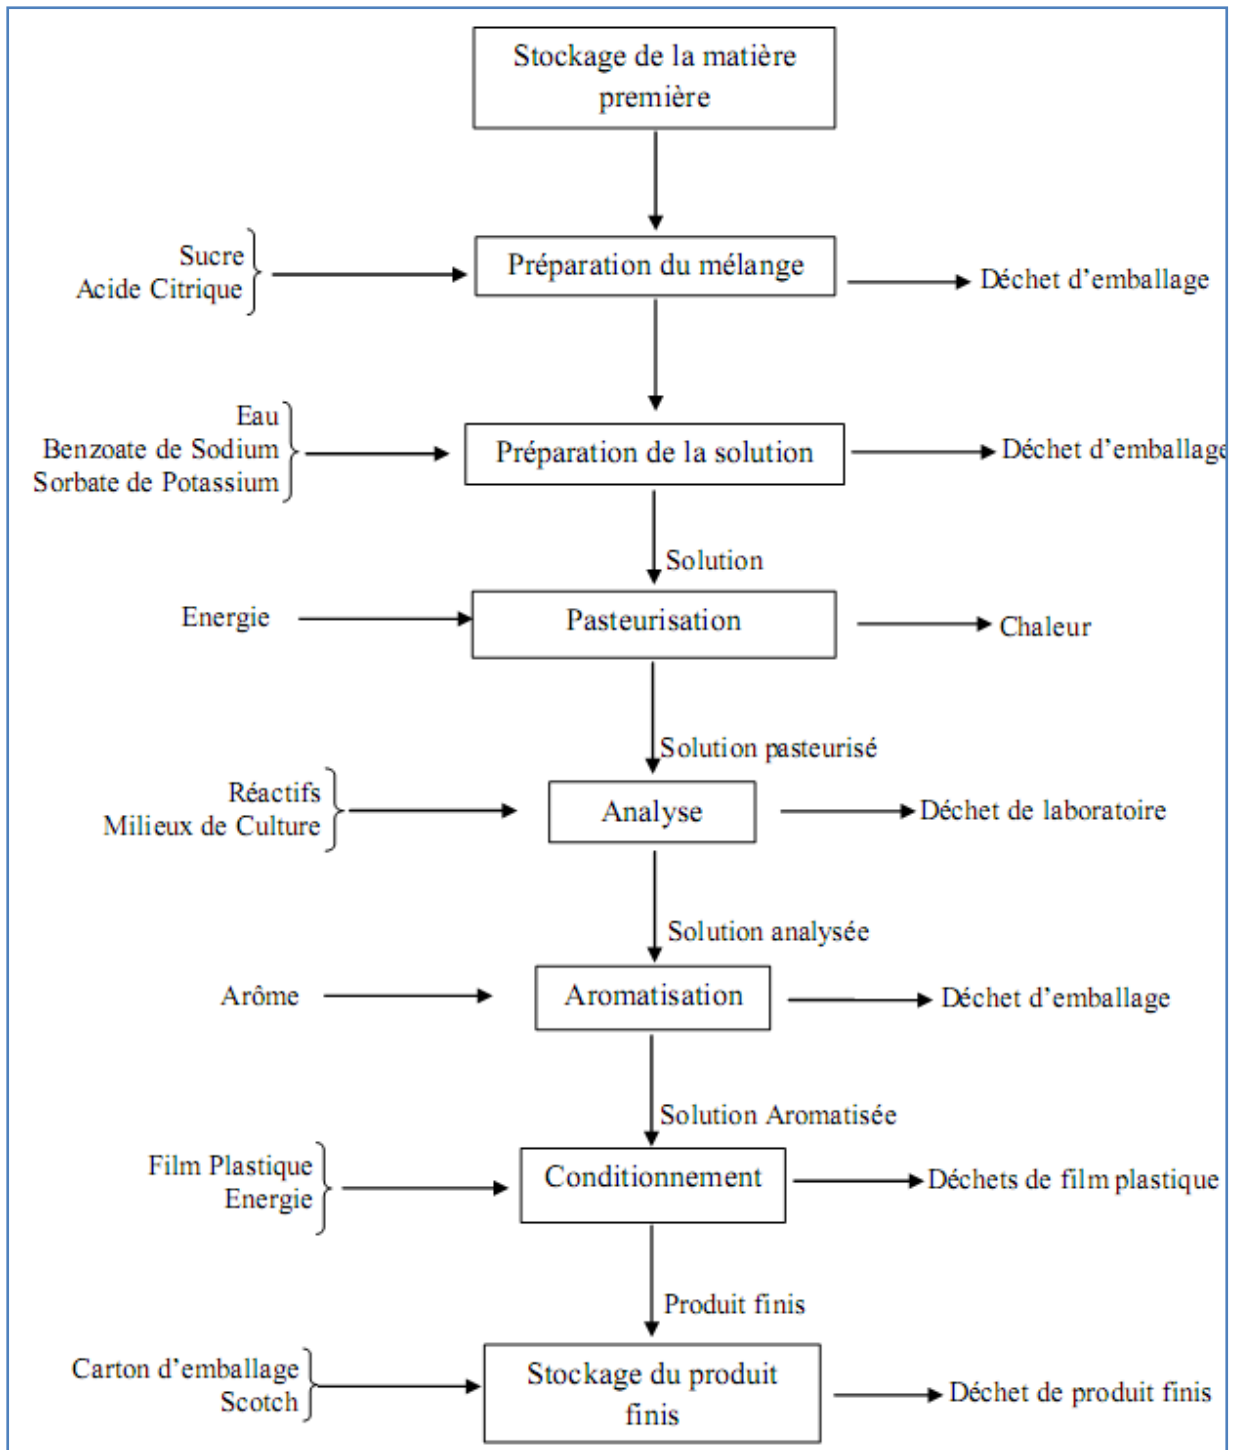 Stockage de la matière
première
Sucre
Acide Citrique
Préparation du mélange
Déchet d’emballage
Eau
Benzoate de Sodium
Sorbate de Potassium
Préparation de la solution
Déchet d’emballage
Solution
Energie
Pasteurisation
Chaleur
Solution pasteurisé
Réactifs
Milieux de Culture
Analyse
Déchet de laboratoire
Solution analysée
Arôme
Aromatisation
Déchet d’emballage
Solution Aromatisée
Film Plastique
Energie
Conditionnement
Déchets de film plastique
Produit finis
Carton d’emballage
Scotch
Stockage du produit
finis
Déchet de produit finis